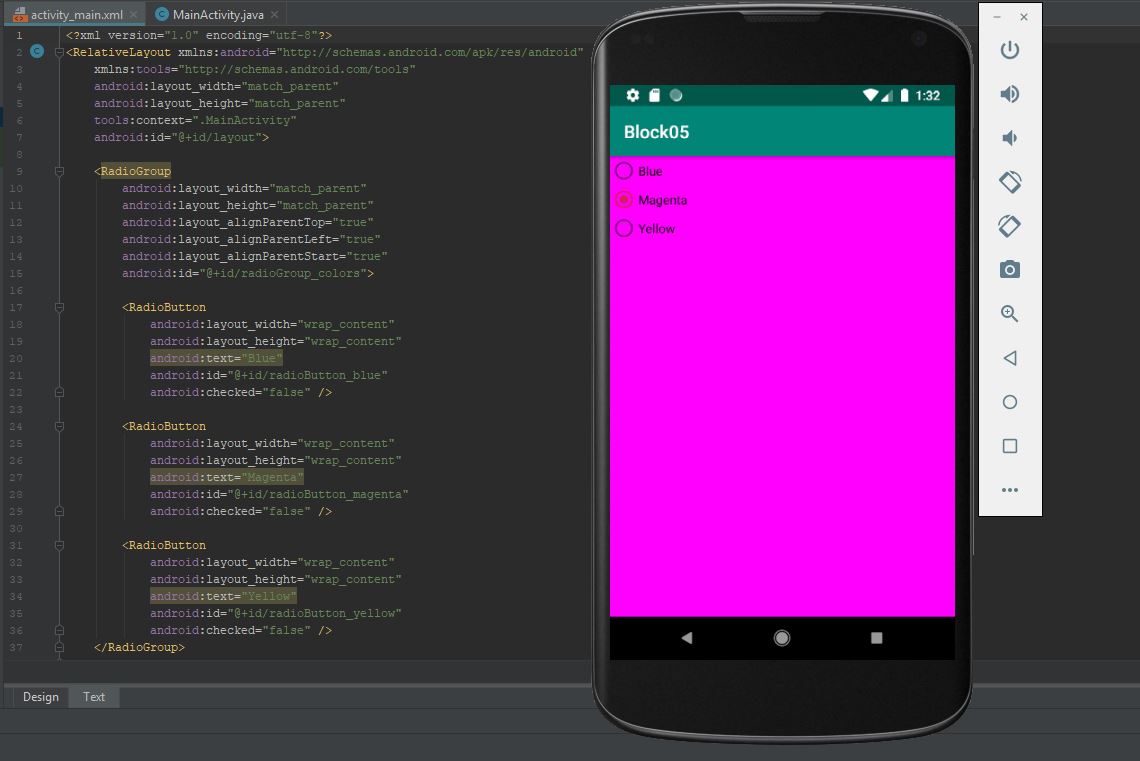 activity_main.xml
MainActivity.java
1 <?xml version="1.0" encoding="utf-8"?>
2 <RelativeLayout xmlns:android="http://schemas.android.com/apk/res/android"
3 xmlns:tools="http://schemas.android.com/tools"
4 android:layout_width="match_parent"
5 android:layout_height="match_parent"
6 tools:context=".MainActivity"
7 android:id="@+id/layout">
8
9 <RadioGroup
10 android:layout_width="match_parent"
11 android:layout_height="match_parent"
12 android:layout_alignParentTop="true"
13 android:layout_alignParentLeft="true"
14 android:layout_alignParentStart="true"
15 android:id="@+id/radioGroup_colors">
16
17 <RadioButton
18 android:layout_width="wrap_content"
19 android:layout_height="wrap_content"
20 android:text="Blue"
21 android:id="@+id/radioButton_blue"
22 android:checked="false" />
23
24 <RadioButton
25 android:layout_width="wrap_content"
26 android:layout_height="wrap_content"
27 android:text="Magenta"
28 android:id="@+id/radioButton_magenta"
29 android:checked="false" />
30
31 <RadioButton
32 android:layout_width="wrap_content"
33 android:layout_height="wrap_content"
34 android:text="Yellow"
35 android:id="@+id/radioButton_yellow"
36 android:checked="false" />
37 </RadioGroup>
Design Text
1:32
Block05
Blue
Magenta
Yellow